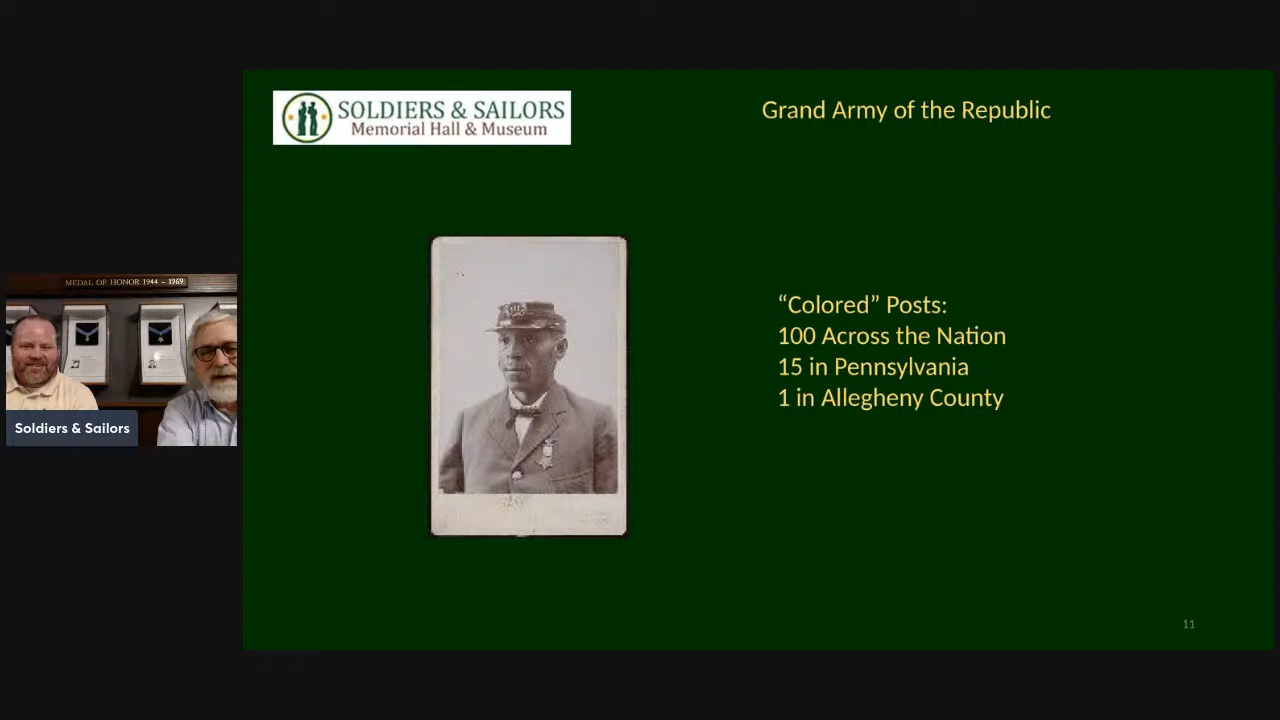 SOLDIERS & SAILORS
Memorial Hall & Museum
Grand Army of the Republic
MEDAL OF HONOR 1944 - 1969
Soldiers & Sailors
“Colored” Posts:
100 Across the Nation
15 in Pennsylvania
1 in Allegheny County
11